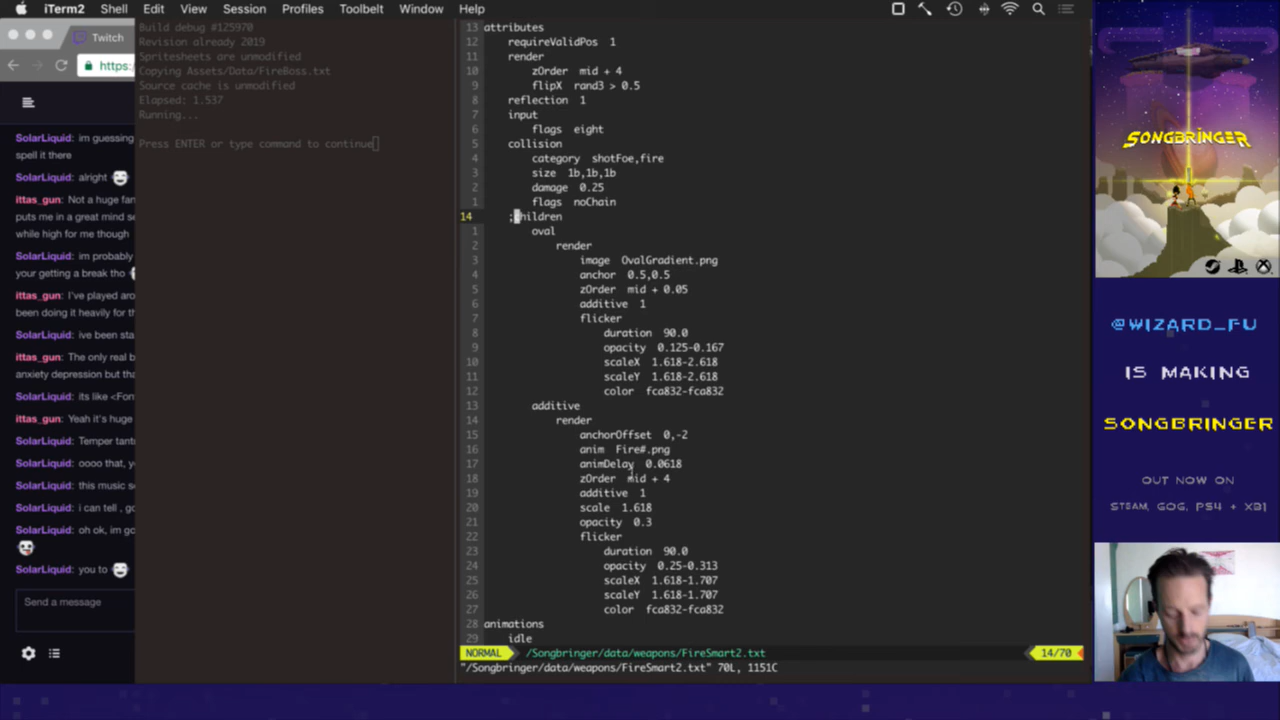 iTerm2 Shell Edit View Session Profiles Toolbelt Window Help
Twitch
https:
SolarLiquid: im guessing
spell it there
SolarLiquid: alright
ittas_gun: Not a huge fan
puts me in a great mind se
while high for me though
SolarLiquid: im probably
your getting a break tho
ittas_gun: I've played aro
been doing it heavily for th
SolarLiquid: ive been sta
ittas_gun: The only real b
anxiety depression but tha
SolarLiquid: its like <Fon
ittas_gun: Yeah it's huge
SolarLiquid: Temper tant
SolarLiquid: oooo that, y
SolarLiquid: this music s
SolarLiquid: i can tell , go
SolarLiquid: oh ok, im go
SolarLiquid: you to
Send a message
Build debug #125970
Revision already 2019
Spritesheets are unmodified
Copying Assets/Data/FireBoss.txt
Source cache is unmodified
Elapsed: 1.537
Running...
Press ENTER or type command to continue
13 attributes
12 requireValidPos 1
11 render
10 zOrder mid + 4
9 flipX rand3 > 0.5
8 reflection 1
7 input
6 flags eight
5 collision
4 category shotFoe,fire
3 size 1b,1b,1b
2 damage 0.25
1 flags noChain
14 ;children
1 oval
2 render
3 image OvalGradient.png
4 anchor 0.5,0.5
5 zOrder mid + 0.05
6 additive 1
7 flicker
8 duration 90.0
9 opacity 0.125-0.167
10 scaleX 1.618-2.618
11 scaleY 1.618-2.618
12 color fca832-fca832
13 additive
14 render
15 anchorOffset 0,-2
16 anim Fire#.png
17 animDelay 0.0618
18 zOrder mid + 4
19 additive 1
20 scale 1.618
21 opacity 0.3
22 flicker
23 duration 90.0
24 opacity 0.25-0.313
25 scaleX 1.618-1.707
26 scaleY 1.618-1.707
27 color fca832-fca832
28 animations
29 idle
NORMAL /Songbringer/data/weapons/FireSmart2.txt 14/70
"/Songbringer/data/weapons/FireSmart2.txt" 70L, 1151C
SONGBRINGER
@WIZARD_FU
IS MAKING
SONGBRINGER
OUT NOW ON
STEAM, GOG, PS4 + XB1